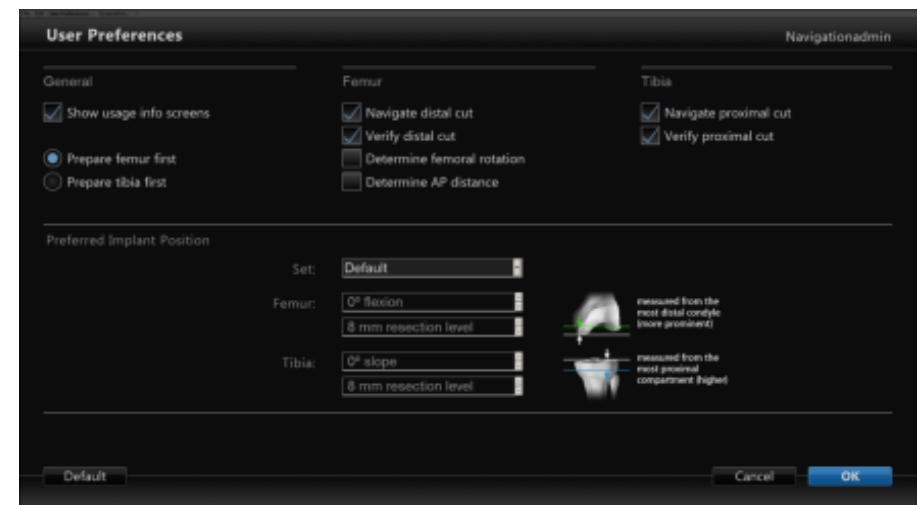 User Preferences
Navigationadmin
General
Show usage info screens
Prepare femur first
Prepare tibia first
Femur
Navigate distal cut
Verify distal cut
Determine femoral rotation
Determine AP distance
Tibia
Navigate proximal cut
Verify proximal cut
Preferred Implant Position
Set:
Default
Femur:
0° flexion
8 mm resection level
measured from the
most distal condyle
(more prominent)
Tibia:
0° slope
8 mm resection level
measured from the
most proximal
compartment (higher)
Default
Cancel
OK